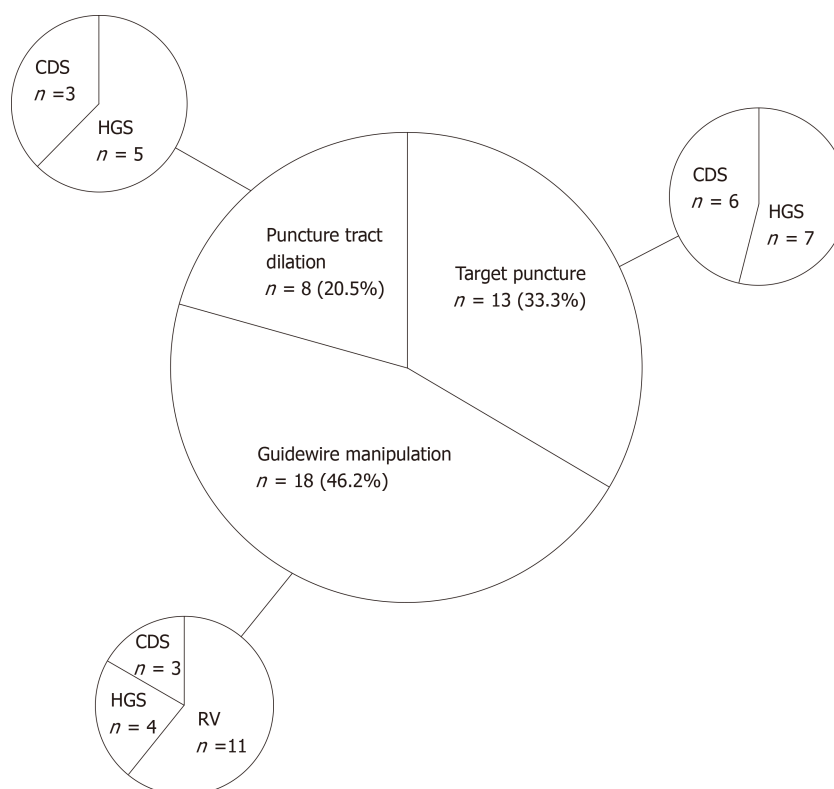 CDS
n =3
HGS
n = 5
CDS
n = 6
HGS
n = 7
Puncture tract
dilation
n = 8 (20.5%)
Target puncture
n = 13 (33.3%)
Guidewire manipulation
n = 18 (46.2%)
CDS
n = 3
HGS
n = 4
RV
n =11